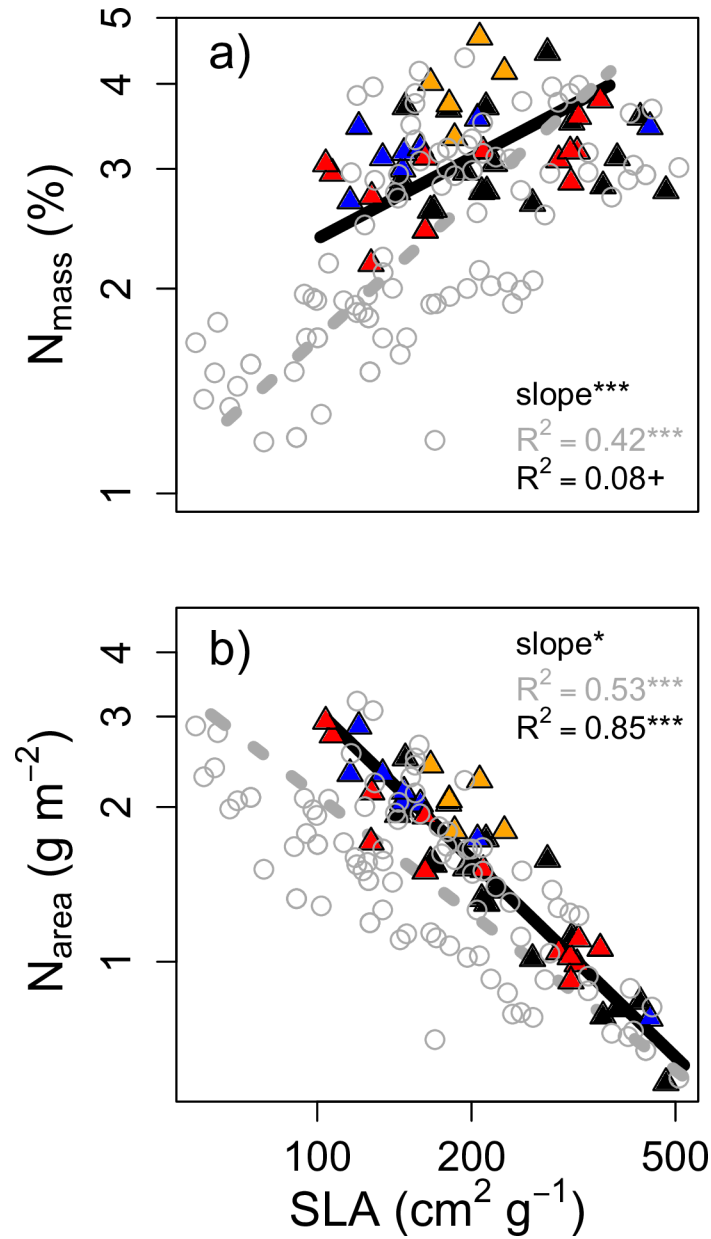 a)
5
4
3
2
1
N_mass (%)
slope***
R² = 0.42***
R² = 0.08+
b)
slope*
R² = 0.53***
R² = 0.85***
4
3
2
1
N_area (g m⁻²)
100 200 500
SLA (cm² g⁻¹)